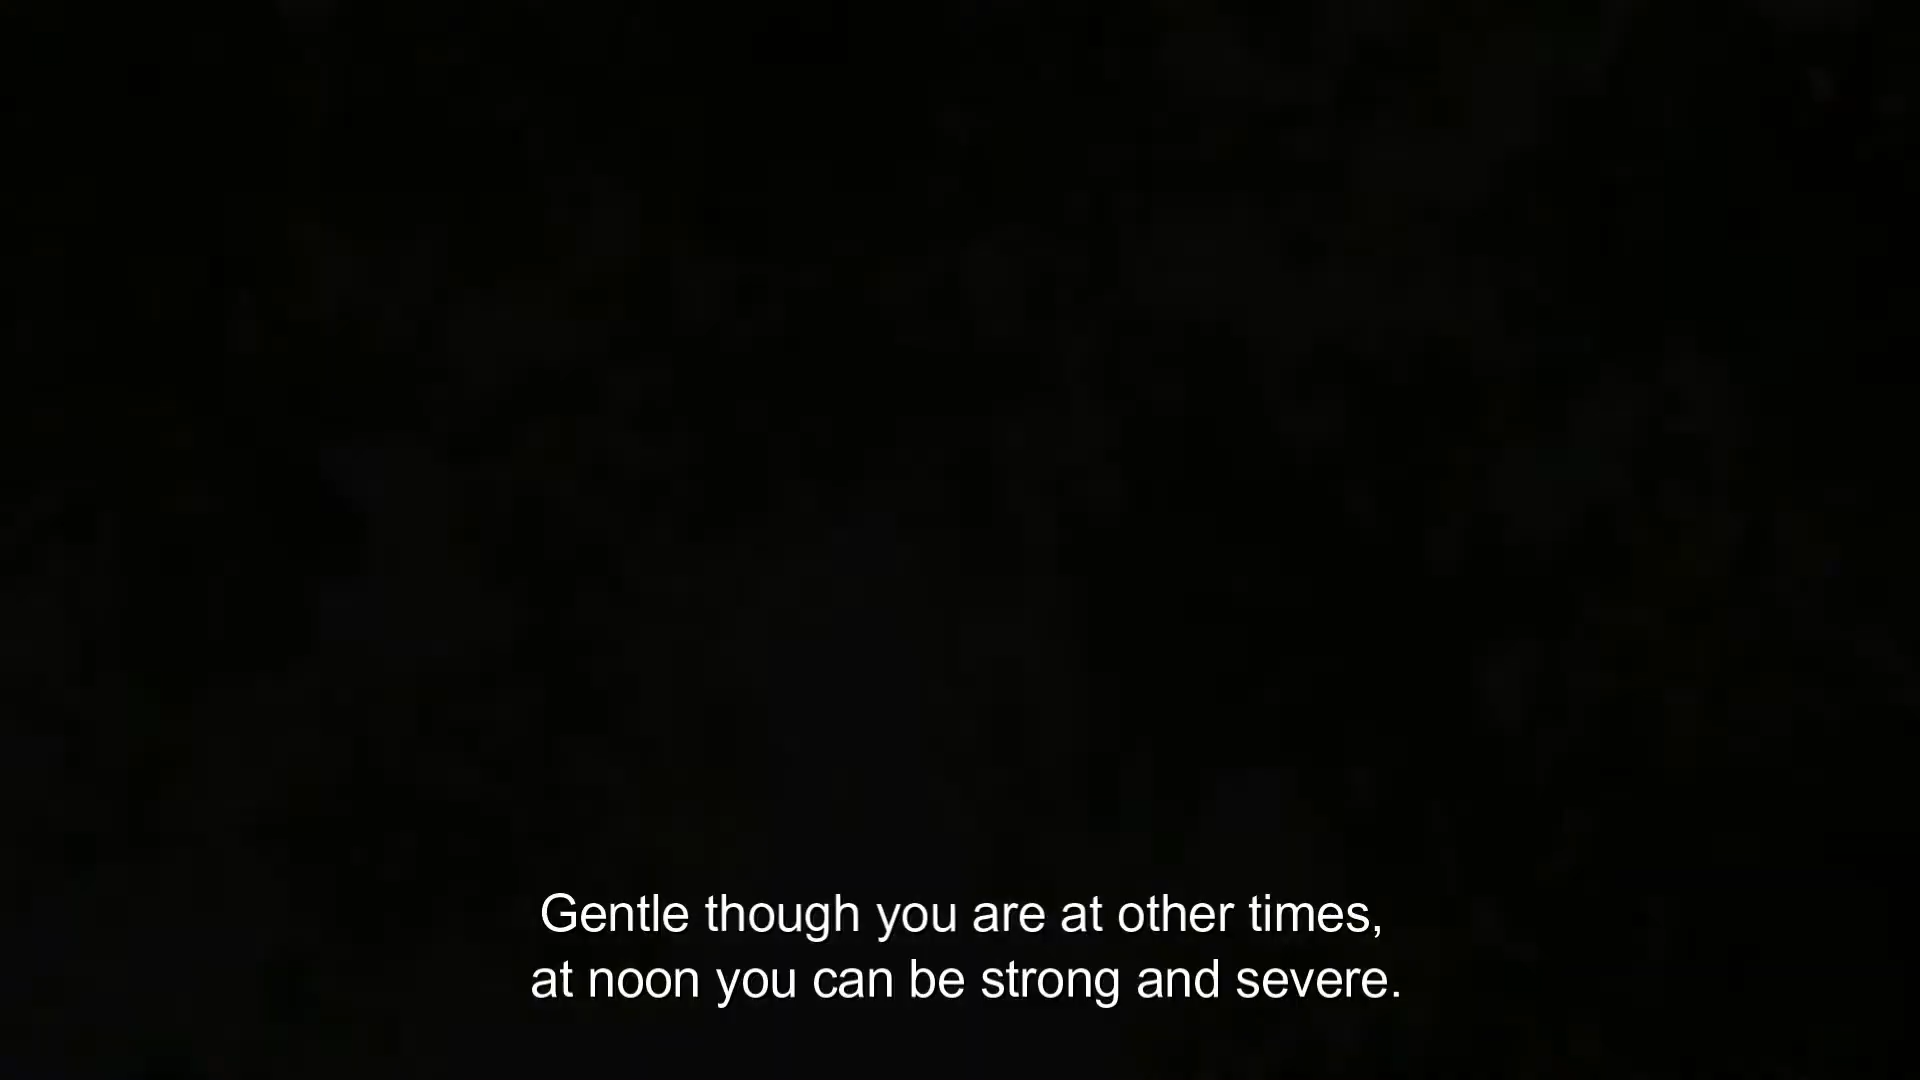 Gentle though you are at other times,
at noon you can be strong and severe.